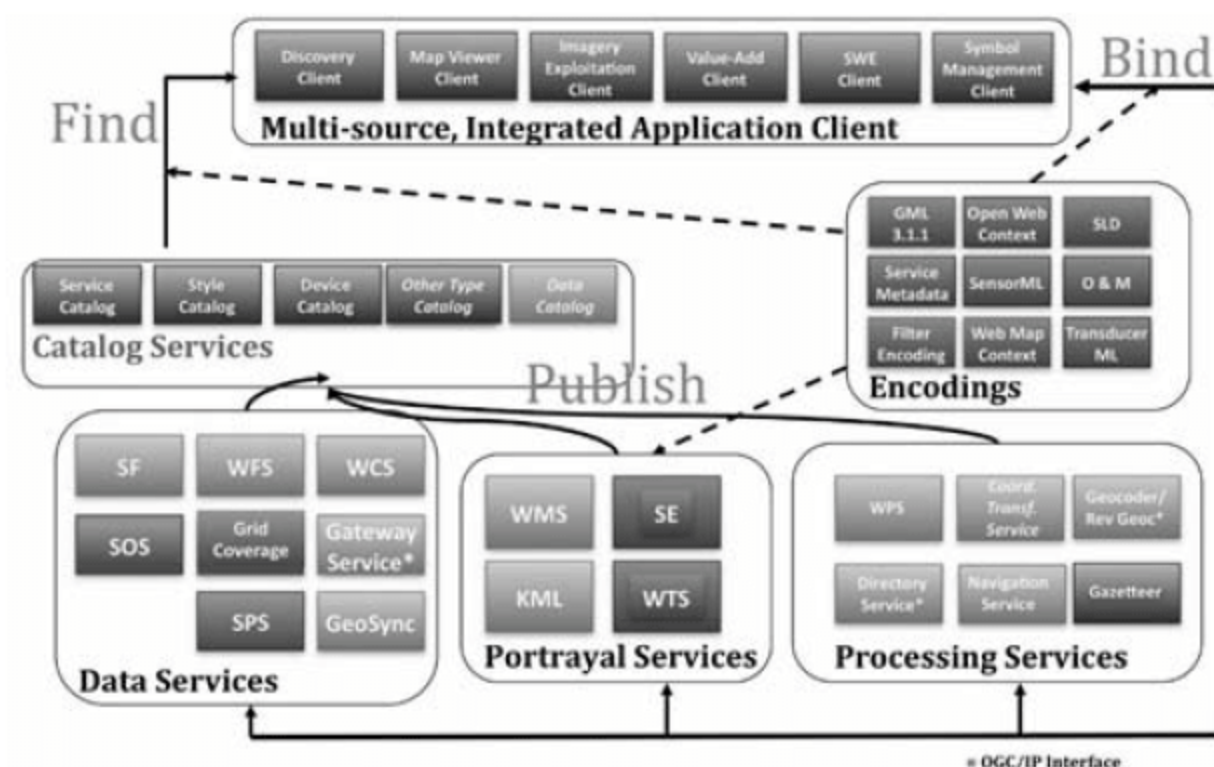 Discovery
Client
Map Viewer
Client
Imagery
Exploitation
Client
Value-Add
Client
SWE
Client
Symbol
Management
Client
Multi-source, Integrated Application Client
Bind
Find
GML
3.1.1
Open Web
Context
SLD
Service
Metadata
SensorML
O & M
Filter
Encoding
Web Map
Context
Transducer
ML
Encodings
Service
Catalog
Style
Catalog
Device
Catalog
Other Type
Catalog
Data
Catalog
Catalog Services
Publish
SF
WFS
WCS
SOS
Grid
Coverage
Gateway
Service*
SPS
GeoSync
Data Services
WMS
SE
KML
WTS
Portrayal Services
WPS
Coord.
Transf.
Service
Geocoder/
Rev Geoc*
Directory
Service*
Navigation
Service
Gazetteer
Processing Services
= OGC/IP Interface